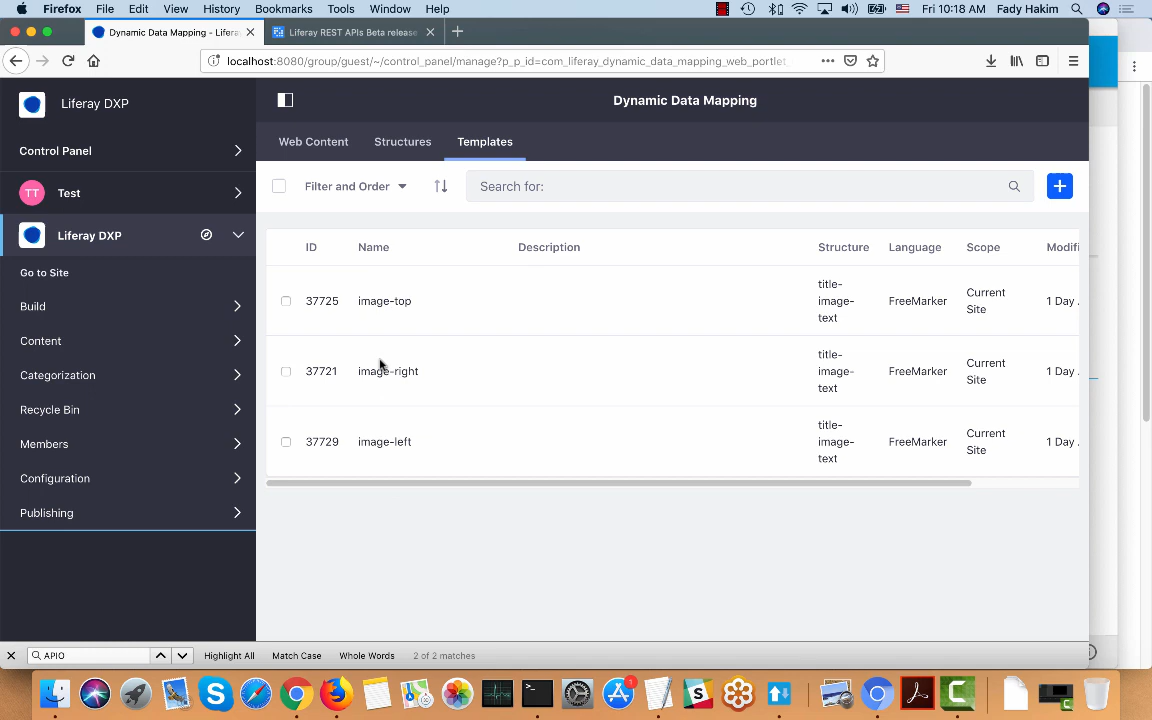 Firefox File Edit View History Bookmarks Tools Window Help Fri 10:18 AM Fady Hakim
Dynamic Data Mapping - Lifera
Liferay REST APIs Beta release
localhost:8080/group/guest/~/control_panel/manage?p_p_id=com_liferay_dynamic_data_mapping_web_portlet_
Liferay DXP
Dynamic Data Mapping
Control Panel
Web Content Structures Templates
TT Test
Filter and Order Search for:
Liferay DXP
ID Name Description Structure Language Scope Modifi
Go to Site
Build
37725 image-top title-image-text FreeMarker Current Site 1 Day
Content
Categorization
37721 image-right title-image-text FreeMarker Current Site 1 Day
Recycle Bin
Members
37729 image-left title-image-text FreeMarker Current Site 1 Day
Configuration
Publishing
APIO Highlight All Match Case Whole Words 2 of 2 matches
1